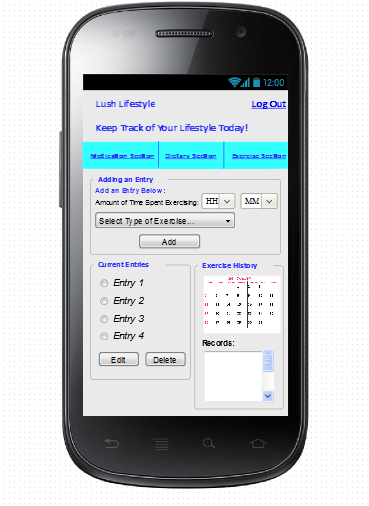 12:00
Lush Lifestyle
Log Out
Keep Track of Your Lifestyle Today!
Medication Section Dietary Section Exercise Section
Adding an Entry
Add an Entry Below:
Amount of Time Spent Exercising: HH MM
Select Type of Exercise...
Add
Current Entries
Entry 1
Entry 2
Entry 3
Entry 4
Edit Delete
Exercise History
Records: